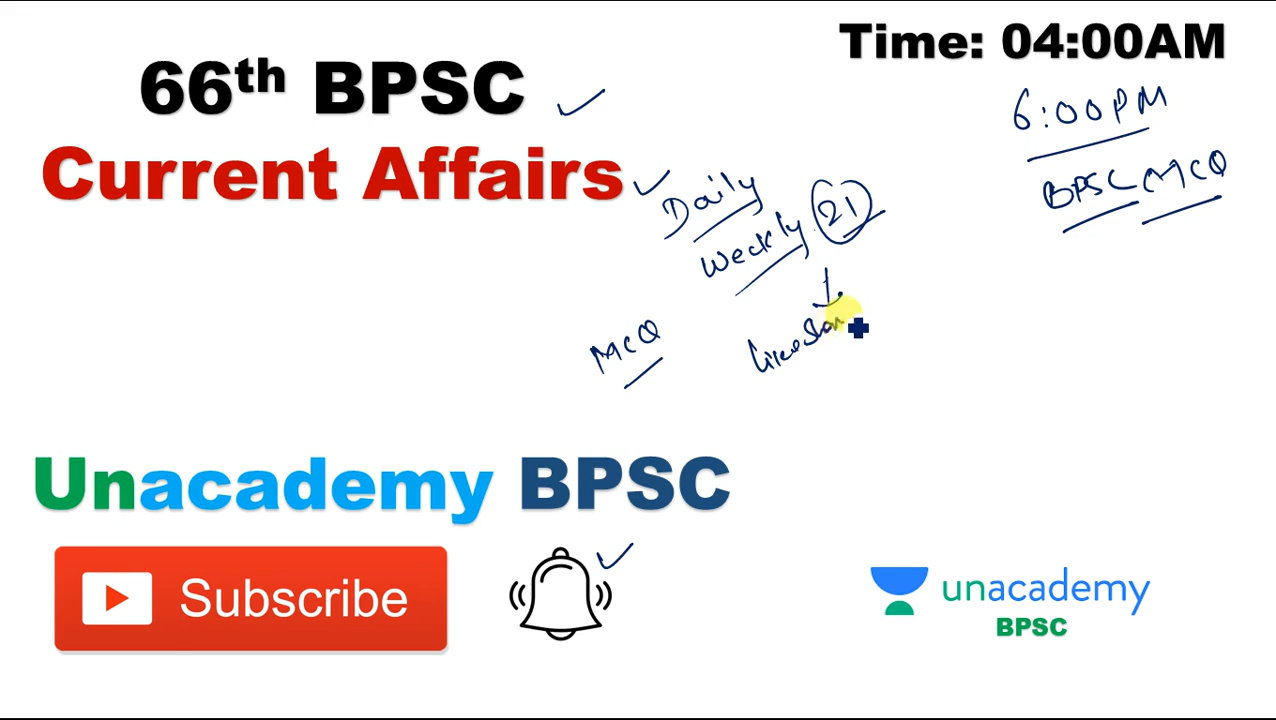 Time: 04:00AM
66th BPSC
Current Affairs
6:00PM
BPSC MCQ
Daily
Weekly 21
MCQ
Unacademy BPSC
Subscribe
unacademy
BPSC